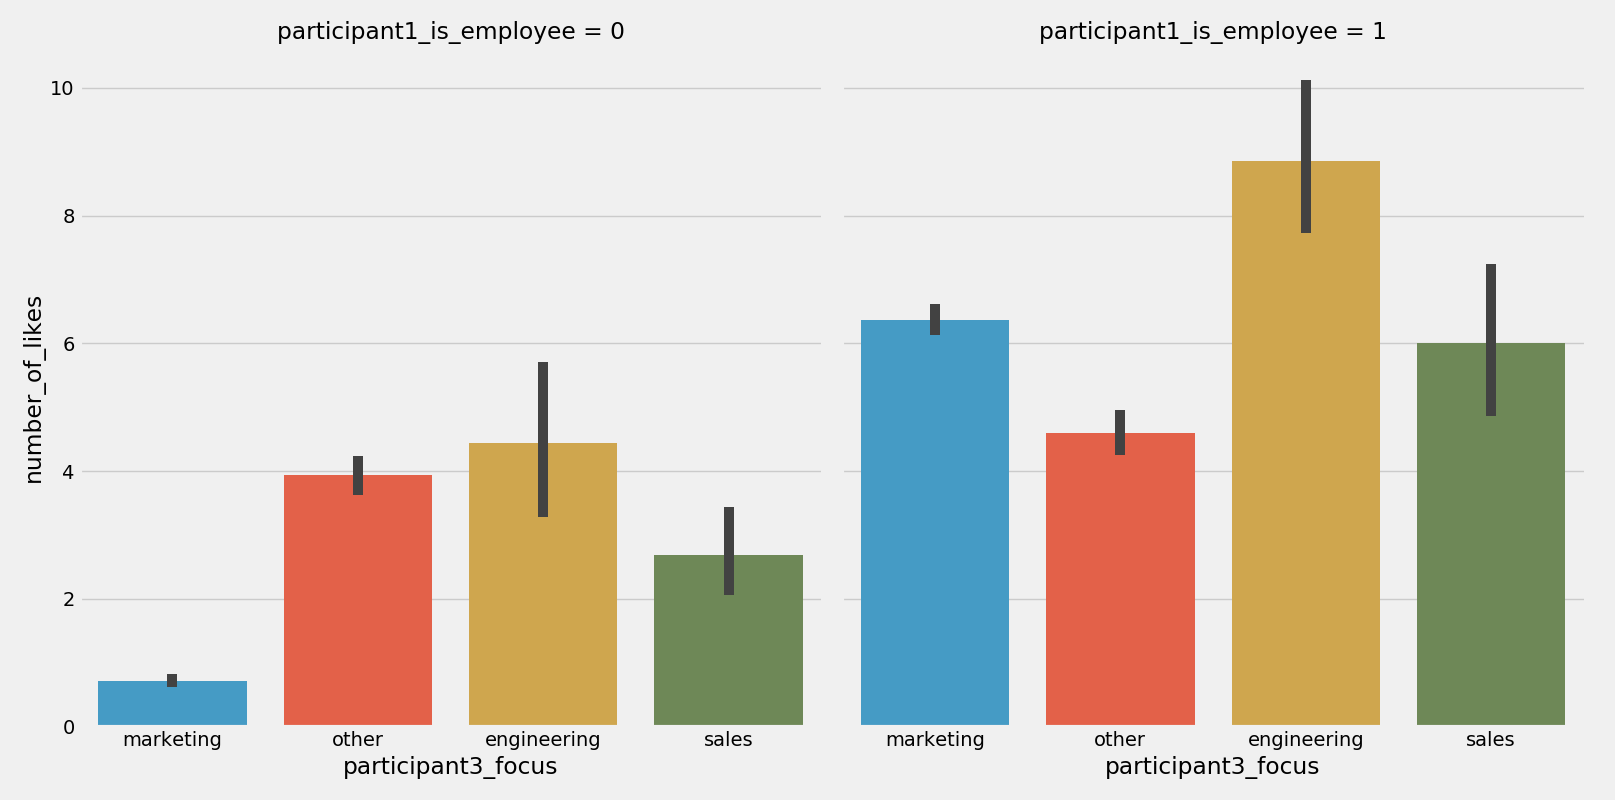 participant1_is_employee = 0
participant1_is_employee = 1
number_of_likes
10
8
6
4
2
0
marketing other engineering sales
marketing other engineering sales
participant3_focus
participant3_focus